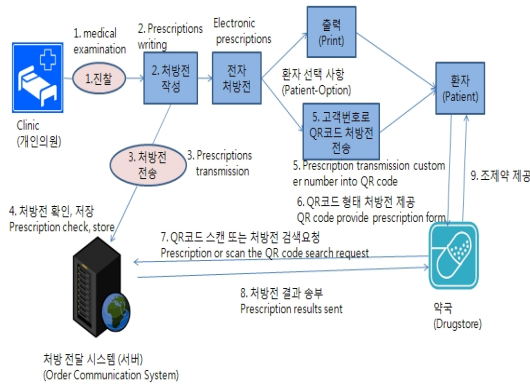 1. medical
examination
1.진찰
2. Prescriptions
writing
2. 처방전
작성
Electronic
prescriptions
전자
처방전
출력
(Print)
환자 선택 사항
(Patient-Option)
5. 고객번호로
QR코드 처방전
전송
환자
(Patient)
Clinic
(개인의원)
3. 처방전
전송
3. Prescriptions
transmission
5. Prescription transmission custom
er number into QR code
6. QR코드 형태 처방전 제공
QR code provide prescription form
9. 조제약 제공
4. 처방전 확인, 저장
Prescription check, store
7. QR코드 스캔 또는 처방전 검색요청
Prescription or scan the QR code search request
8. 처방전 결과 송부
Prescription results sent
약국
(Drugstore)
처방 전달 시스템 (서버)
(Order Communication System)